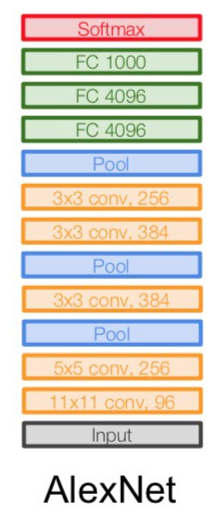 Softmax
FC 1000
FC 4096
FC 4096
Pool
3x3 conv, 256
3x3 conv, 384
Pool
3x3 conv, 384
Pool
5x5 conv, 256
11x11 conv, 96
Input
AlexNet